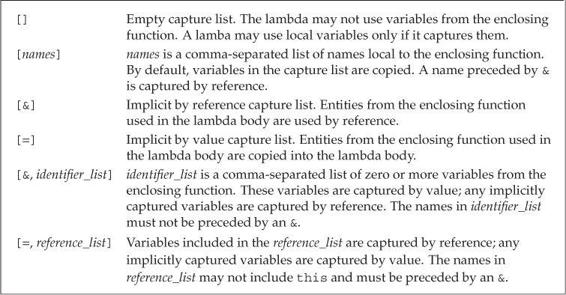 [] Empty capture list. The lambda may not use variables from the enclosing
function. A lamba may use local variables only if it captures them.
[names] names is a comma-separated list of names local to the enclosing function.
By default, variables in the capture list are copied. A name preceded by &
is captured by reference.
[&] Implicit by reference capture list. Entities from the enclosing function
used in the lambda body are used by reference.
[=] Implicit by value capture list. Entities from the enclosing function used in
the lambda body are copied into the lambda body.
[&, identifier_list] identifier_list is a comma-separated list of zero or more variables from the
enclosing function. These variables are captured by value; any implicitly
captured variables are captured by reference. The names in identifier_list
must not be preceded by an &.
[=, reference_list] Variables included in the reference_list are captured by reference; any
implicitly captured variables are captured by value. The names in
reference_list may not include this and must be preceded by an &.